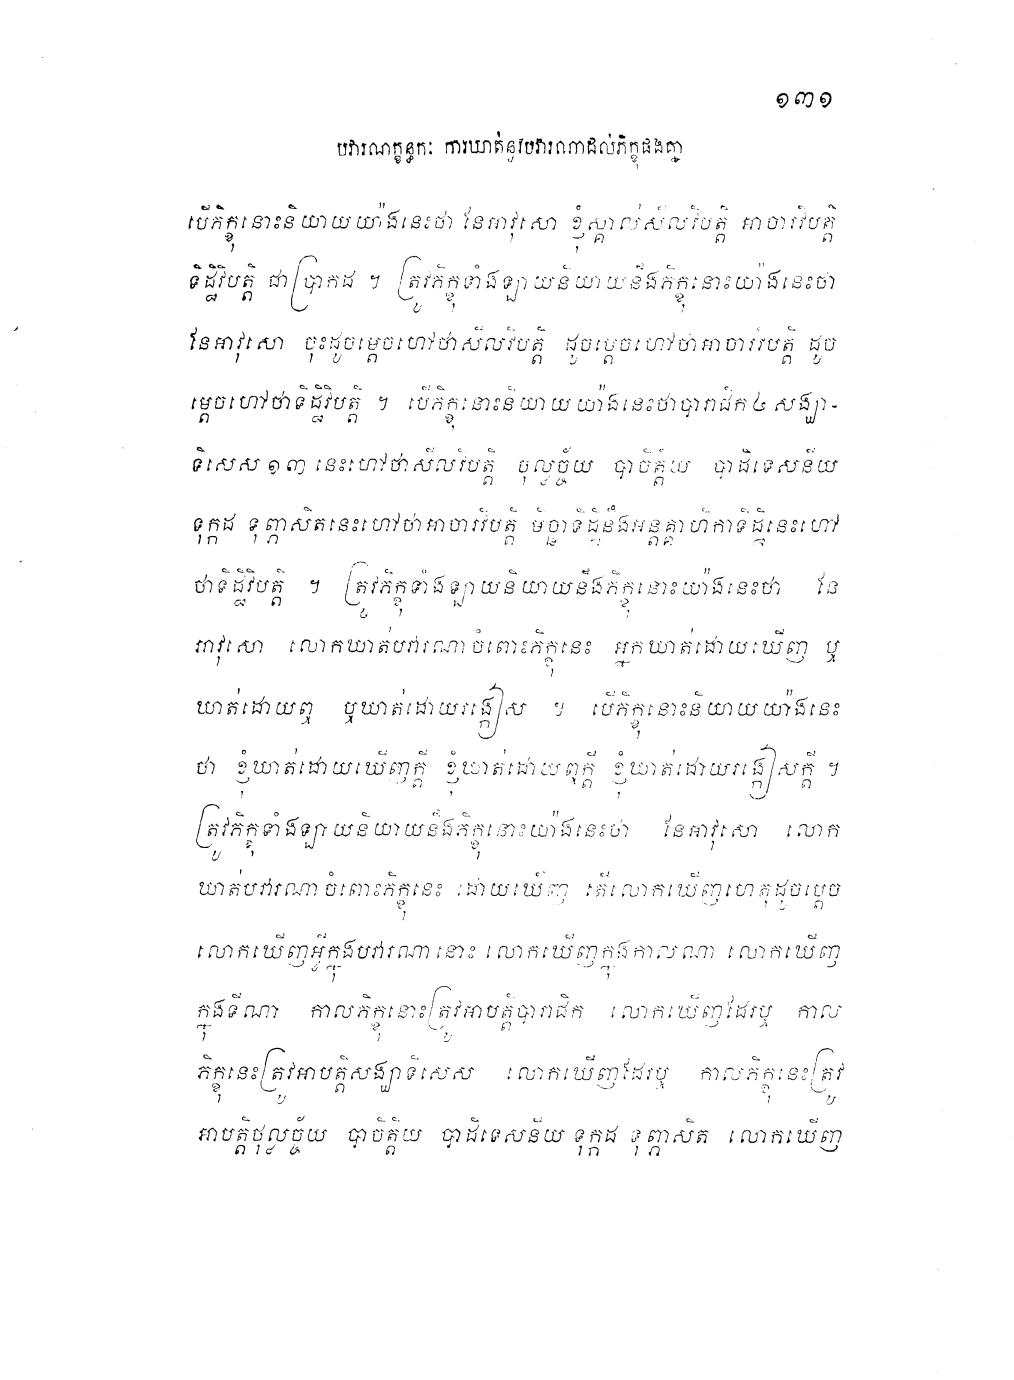 ១៣១
បវារណក្ខន្ធកៈ ការឃាត់នូវបវារណាដល់ភិក្ខុផងគ្នា
បើភិក្ខុនោះនិយាយយ៉ាងនេះថា នែអាវុសោ ខ្ញុំស្គាល់សីលវិបត្តិ អាចារវិបត្តិ
ទិដ្ឋិវិបត្តិ ជាប្រាកដ ។ ត្រូវភិក្ខុទាំងឡាយនិយាយនឹងភិក្ខុនោះយ៉ាងនេះថា
នែអាវុសោ ចុះដូចម្តេចហៅថាសីលវិបត្តិ ដូចម្តេចហៅថាអាចារវិបត្តិ ដូច
ម្តេចហៅថាទិដ្ឋិវិបត្តិ ។ បើភិក្ខុនោះនិយាយយ៉ាងនេះថាបារាជិក ៤ សង្ឃា-
ទិសេស ១៣ នេះហៅថាសីលវិបត្តិ ថុល្លច្ច័យ បាចិត្តិយ បាដិទេសនីយ
ទុក្កដ ទុព្ភាសិតនេះហៅថាអាចារវិបត្តិ មិច្ឆាទិដ្ឋិនឹងអន្តគ្គាហិកាទិដ្ឋិនេះហៅ
ថាទិដ្ឋិវិបត្តិ ។ ត្រូវភិក្ខុទាំងឡាយនិយាយនឹងភិក្ខុនោះយ៉ាងនេះថា នែ
អាវុសោ លោកឃាត់បវារណាចំពោះភិក្ខុនេះ អ្នកឃាត់ដោយឃើញ ឬ
ឃាត់ដោយឮ ឬឃាត់ដោយរង្កៀស ។ បើភិក្ខុនោះនិយាយយ៉ាងនេះ
ថា ខ្ញុំឃាត់ដោយឃើញក្តី ខ្ញុំឃាត់ដោយឮក្តី ខ្ញុំឃាត់ដោយរង្កៀសក្តី ។
ត្រូវភិក្ខុទាំងឡាយនិយាយនឹងភិក្ខុនោះយ៉ាងនេះថា នែអាវុសោ លោក
ឃាត់បវារណាចំពោះភិក្ខុនេះ ដោយឃើញ តើលោកឃើញហេតុដូចម្តេច
លោកឃើញអ្វីក្នុងបវារណានោះ លោកឃើញក្នុងកាលណា លោកឃើញ
ក្នុងទីណា កាលភិក្ខុនោះត្រូវអាបត្តិបារាជិក លោកឃើញដែរឬ កាល
ភិក្ខុនេះត្រូវអាបត្តិសង្ឃាទិសេស លោកឃើញដែរឬ កាលភិក្ខុនេះត្រូវ
អាបត្តិថុល្លច្ច័យ បាចិត្តិយ បាដិទេសនីយ ទុក្កដ ទុព្ភាសិត លោកឃើញ